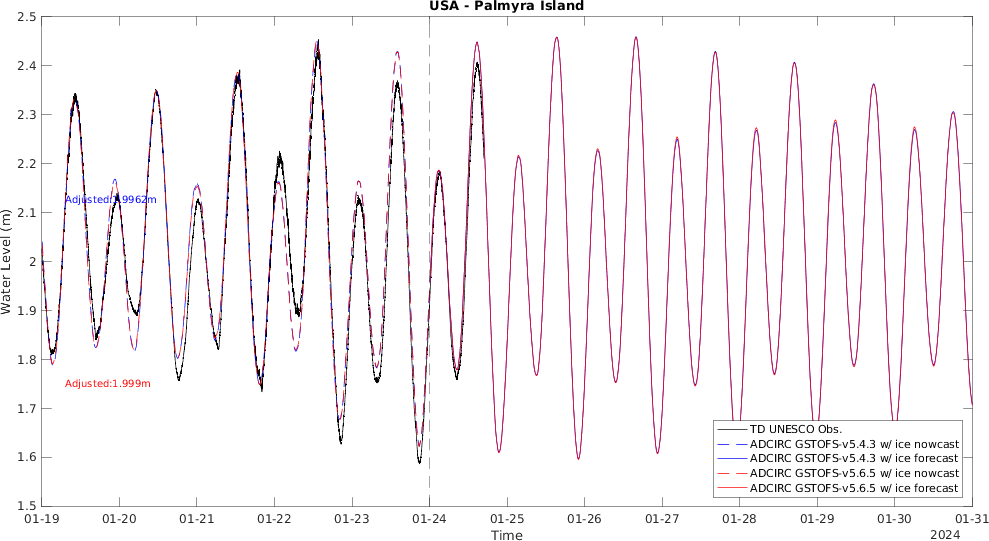 USA - Palmyra Island
2.5
2.4
2.3
2.2
2.1
2
1.9
1.8
1.7
1.6
1.5
Water Level (m)
Adjusted:1.9962m
Adjusted:1.999m
TD UNESCO Obs.
ADCIRC GSTOFS-v5.4.3 w/ ice nowcast
ADCIRC GSTOFS-v5.4.3 w/ ice forecast
ADCIRC GSTOFS-v5.6.5 w/ ice nowcast
ADCIRC GSTOFS-v5.6.5 w/ ice forecast
01-19 01-20 01-21 01-22 01-23 01-24 01-25 01-26 01-27 01-28 01-29 01-30 01-31
Time
2024